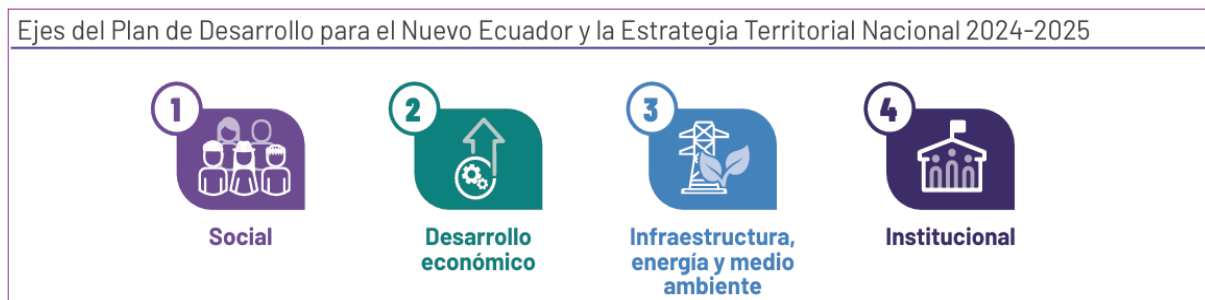 Ejes del Plan de Desarrollo para el Nuevo Ecuador y la Estrategia Territorial Nacional 2024-2025
1
Social
2
Desarrollo
económico
3
Infraestructura,
energía y medio
ambiente
4
Institucional